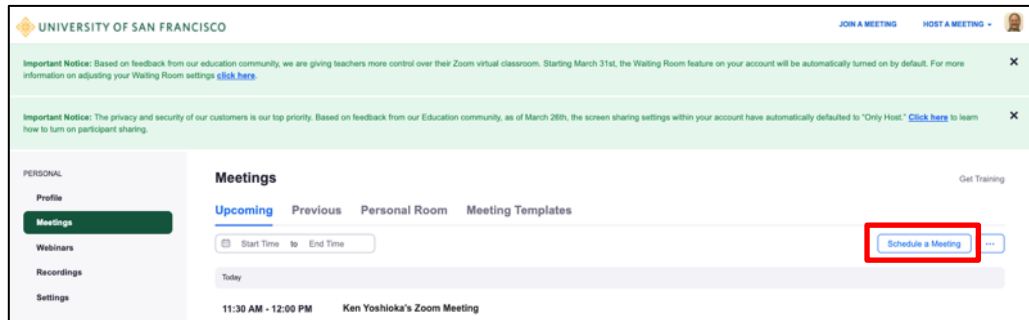 UNIVERSITY OF SAN FRANCISCO
JOIN A MEETING
HOST A MEETING
Important Notice: Based on feedback from our education community, we are giving teachers more control over their Zoom virtual classroom. Starting March 31st, the Waiting Room feature on your account will be automatically turned on by default. For more
information on adjusting your Waiting Room settings click here.
Important Notice: The privacy and security of our customers is our top priority. Based on feedback from our Education community, as of March 26th, the screen sharing settings within your account have automatically defaulted to "Only Host." Click here to learn
how to turn on participant sharing.
PERSONAL
Profile
Meetings
Webinars
Recordings
Settings
Meetings
Get Training
Upcoming Previous Personal Room Meeting Templates
Start Time to End Time
Schedule a Meeting
...
Today
11:30 AM - 12:00 PM Ken Yoshioka's Zoom Meeting